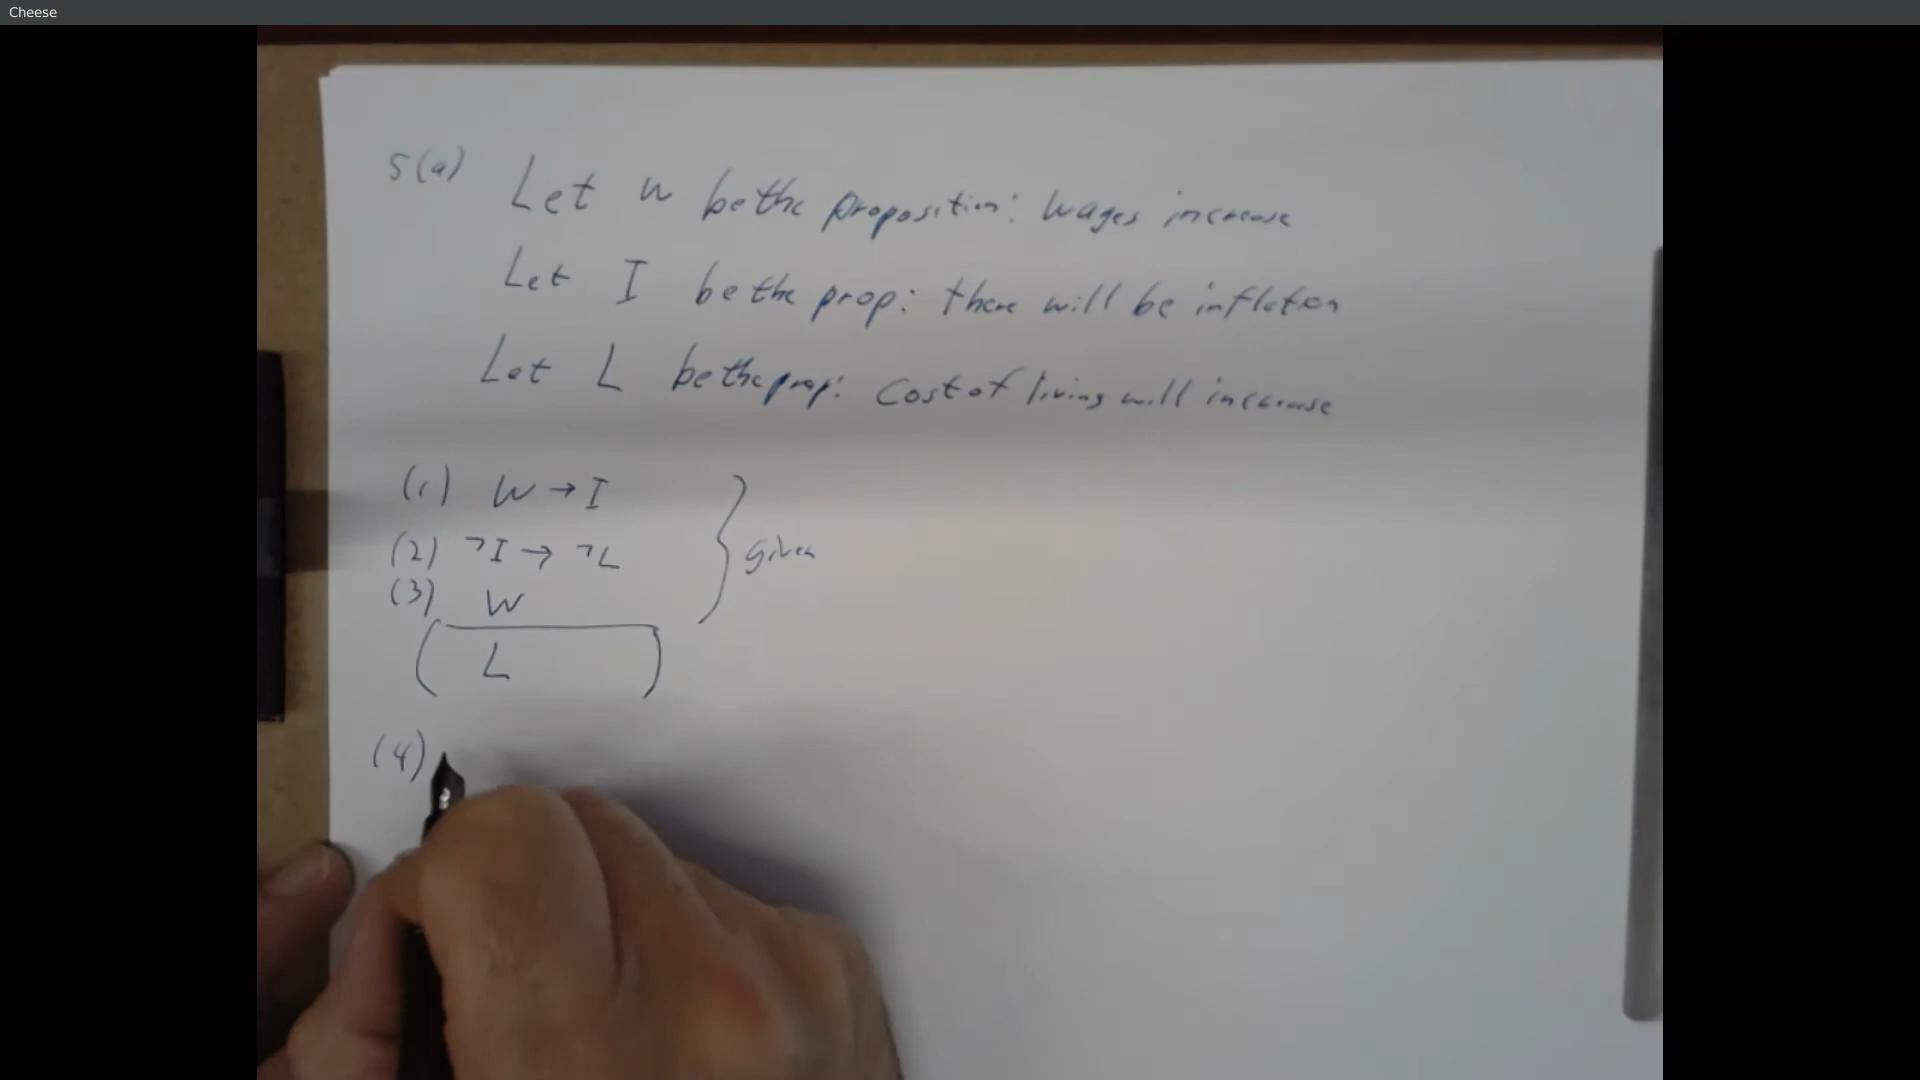 Cheese
5(a) Let W be the proposition: wages increase
Let I be the prop: there will be inflation
Let L be the prop: Cost of living will increase
(1) W → I
(2) ¬I → ¬L } given
(3) W
( L )
(4)